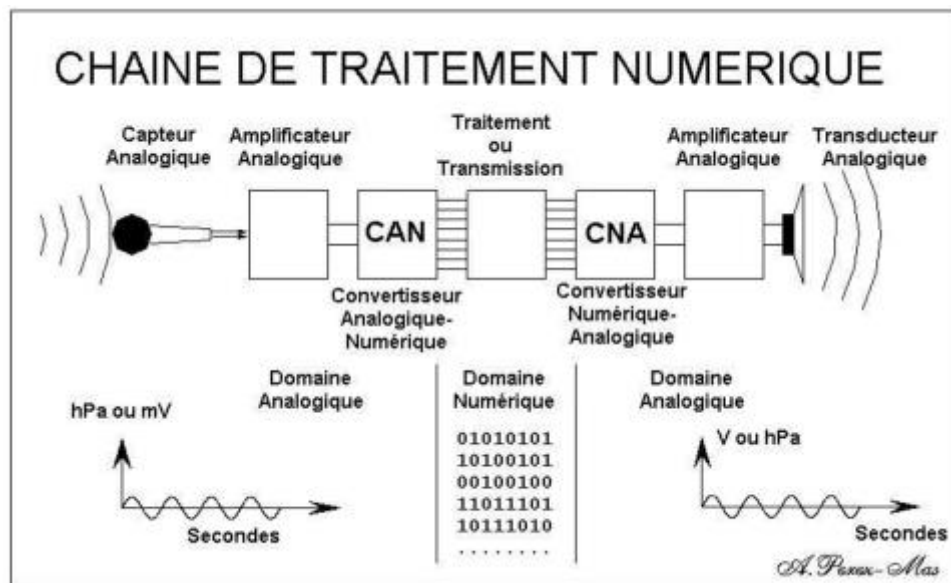 CHAINE DE TRAITEMENT NUMERIQUE
Capteur
Analogique
Amplificateur
Analogique
Traitement
ou
Transmission
Amplificateur
Analogique
Transducteur
Analogique
CAN
CNA
Convertisseur
Analogique-
Numérique
Convertisseur
Numérique-
Analogique
Domaine
Analogique
Domaine
Numérique
Domaine
Analogique
hPa ou mV
Secondes
01010101
10100101
00100100
11011101
10111010
. . . . . . . .
V ou hPa
Secondes